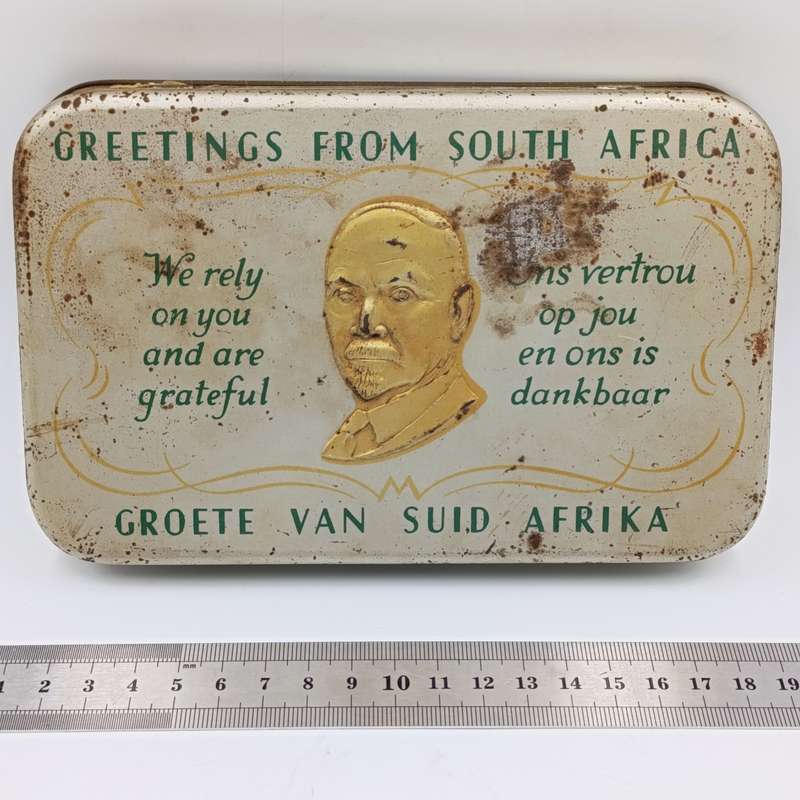 GREETINGS FROM SOUTH AFRICA
We rely
on you
and are
grateful
ns vertrou
op jou
en ons is
dankbaar
GROETE VAN SUID AFRIKA
mm
1 2 3 4 5 6 7 8 9 10 11 12 13 14 15 16 17 18 19